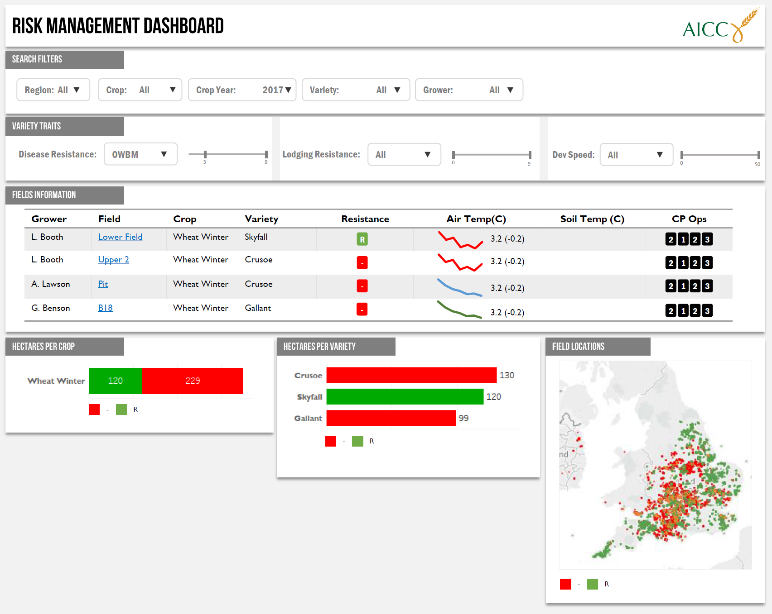 RISK MANAGEMENT DASHBOARD
AICC
SEARCH FILTERS
Region: All
Crop: All
Crop Year: 2017
Variety: All
Grower: All
VARIETY TRAITS
Disease Resistance: OWBM
Lodging Resistance: All
0
9
Dev Speed: All
0
50
FIELDS INFORMATION
Grower Field Crop Variety Resistance Air Temp(C) Soil Temp (C) CP Ops
L. Booth Lower Field Wheat Winter Skyfall R 3.2 (-0.2) 2 1 2 3
L. Booth Upper 2 Wheat Winter Crusoe - 3.2 (-0.2) 2 1 2 3
A. Lawson Pit Wheat Winter Crusoe - 3.2 (-0.2) 2 1 2 3
G. Benson B18 Wheat Winter Gallant - 3.2 (-0.2) 2 1 2 3
HECTARES PER CROP
Wheat Winter 120 229
- R
HECTARES PER VARIETY
Crusoe 130
Skyfall 120
Gallant 99
- R
FIELD LOCATIONS
nd
- R